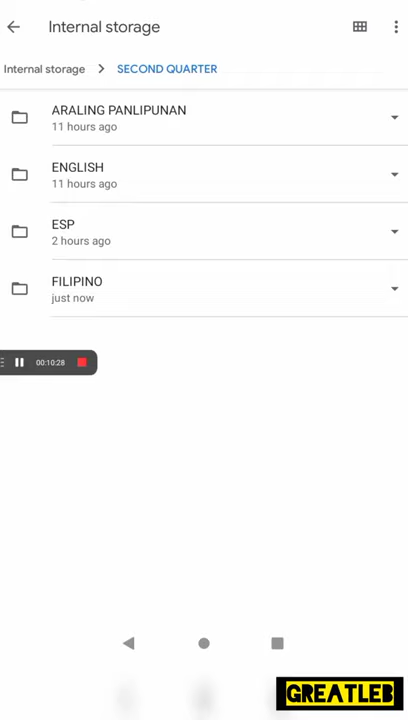 Internal storage
Internal storage > SECOND QUARTER
ARALING PANLIPUNAN
11 hours ago
ENGLISH
11 hours ago
ESP
2 hours ago
FILIPINO
just now
00:10:28
GREATLEB